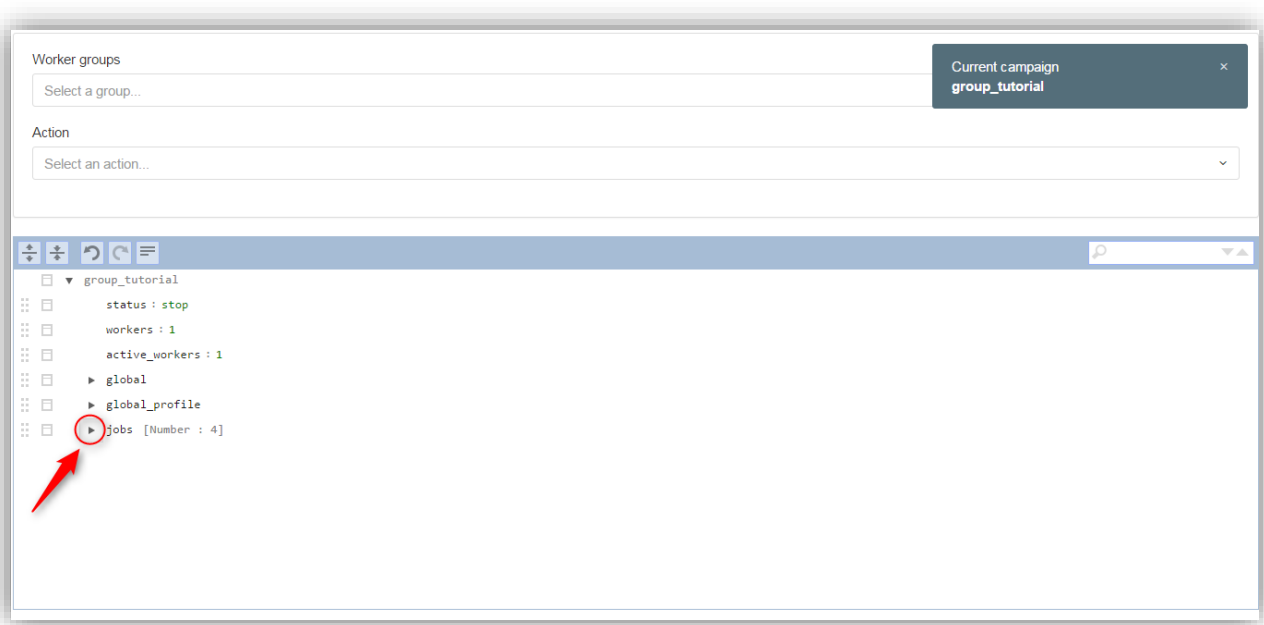 Worker groups
Select a group...
Current campaign ×
group_tutorial
Action
Select an action...
group_tutorial
status : stop
workers : 1
active_workers : 1
global
global_profile
jobs [Number : 4]